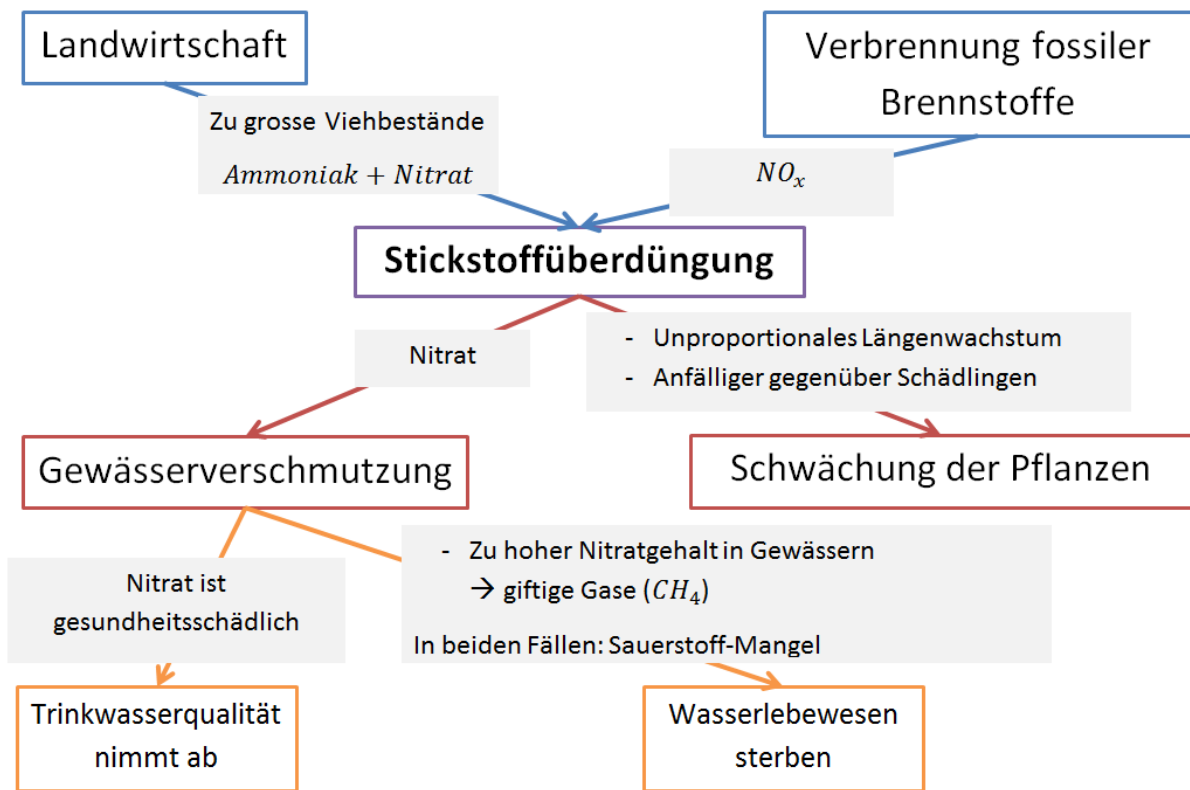 Landwirtschaft
Verbrennung fossiler
Brennstoffe
Zu grosse Viehbestände
Ammoniak + Nitrat
NOₓ
Stickstoffüberdüngung
Nitrat
- Unproportionales Längenwachstum
- Anfälliger gegenüber Schädlingen
Gewässerverschmutzung
Schwächung der Pflanzen
Nitrat ist
gesundheitsschädlich
- Zu hoher Nitratgehalt in Gewässern
→ giftige Gase (CH₄)
In beiden Fällen: Sauerstoff-Mangel
Trinkwasserqualität
nimmt ab
Wasserlebewesen
sterben